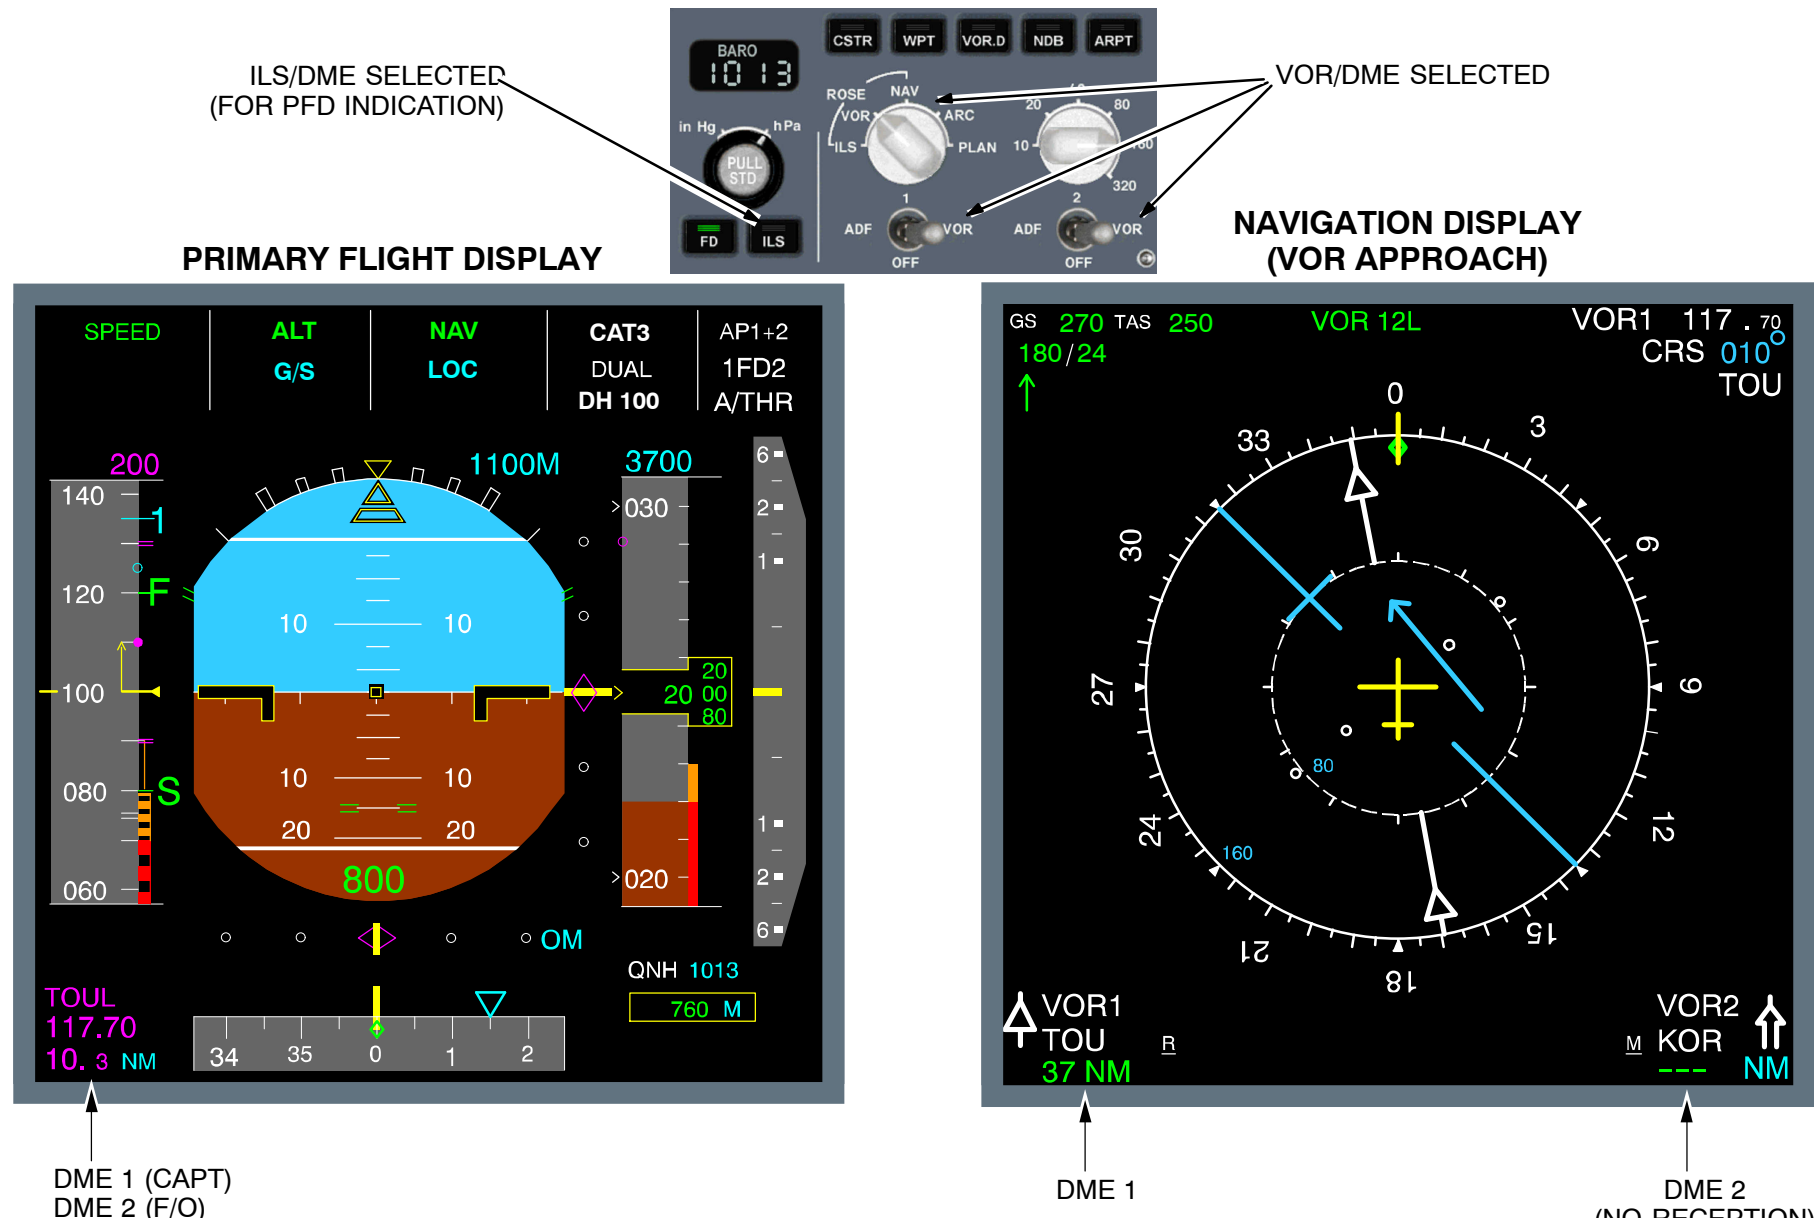 ILS/DME SELECTED
(FOR PFD INDICATION)
BARO
1013
CSTR WPT VOR.D NDB ARPT
VOR/DME SELECTED
ROSE NAV
VOR ARC
ILS PLAN
20 80
10 160
320
in Hg hPa
PULL
STD
FD ILS
1 2
ADF VOR ADF VOR
OFF OFF
PRIMARY FLIGHT DISPLAY
NAVIGATION DISPLAY
(VOR APPROACH)
SPEED ALT NAV CAT3 AP1+2
G/S LOC DUAL 1FD2
DH 100 A/THR
200 1100M 3700
140
1
120 F
100
080 S
060
10 10
10 10
20 20
800
030
20
20 00
80
020
6
2
1
1
2
6
OM
QNH 1013
760 M
TOUL
117.70
10. 3 NM
34 35 0 1 2
GS 270 TAS 250 VOR 12L VOR1 117 . 70
180/24 CRS 010°
TOU
0
33 3
30 6
27 9
24 12
21 15
18
80
160
VOR1 VOR2
TOU R M KOR
37 NM --- NM
DME 1 (CAPT)
DME 2 (F/O)
DME 1
DME 2
(NO RECEPTION)